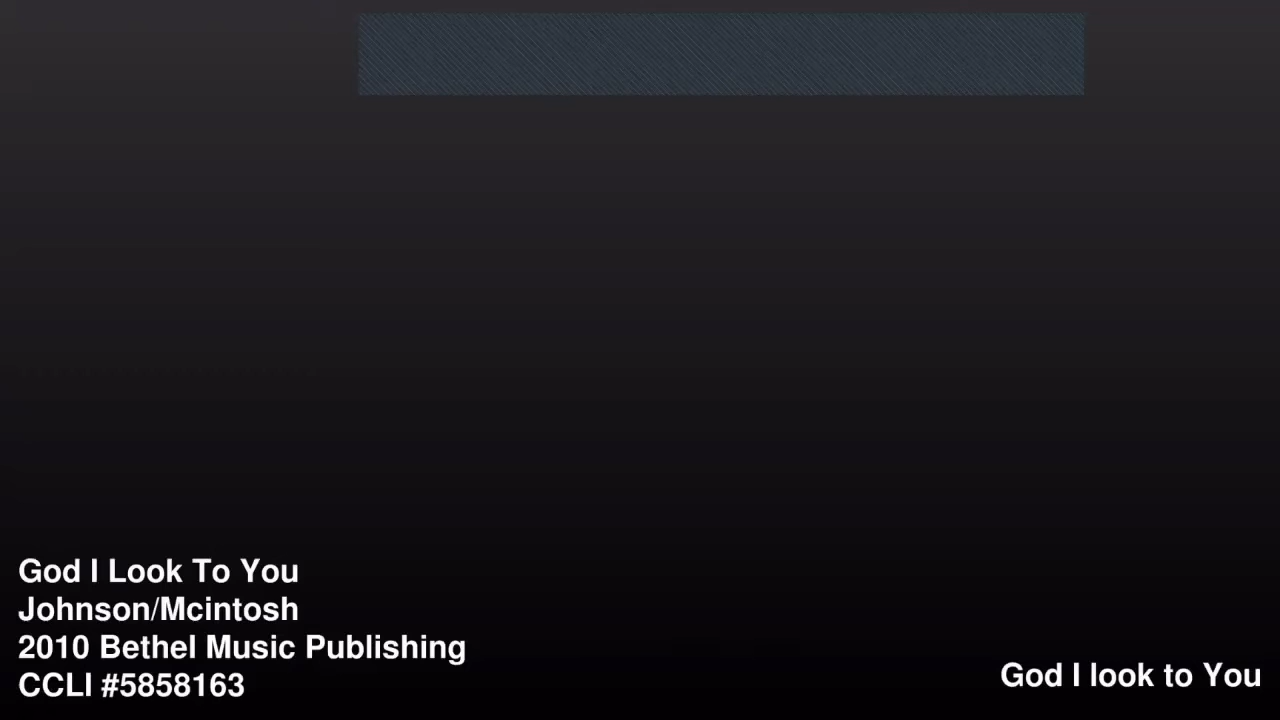 God I Look To You
Johnson/Mcintosh
2010 Bethel Music Publishing
CCLI #5858163
God I look to You